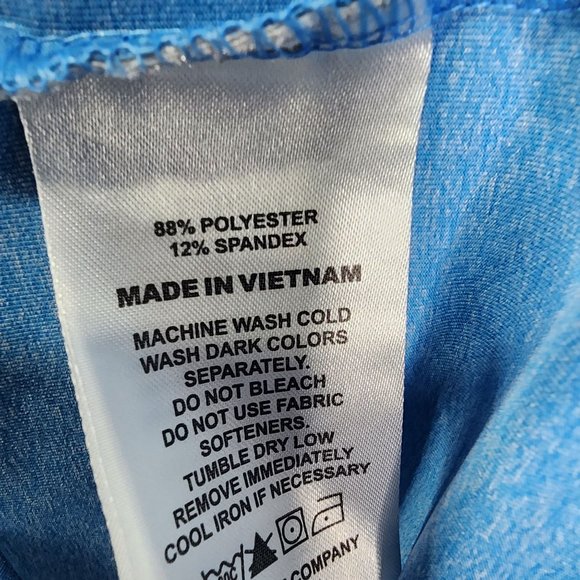 88% POLYESTER
12% SPANDEX
MADE IN VIETNAM
MACHINE WASH COLD
WASH DARK COLORS
SEPARATELY.
DO NOT BLEACH
DO NOT USE FABRIC
SOFTENERS.
TUMBLE DRY LOW
REMOVE IMMEDIATELY
COOL IRON IF NECESSARY
COMPANY